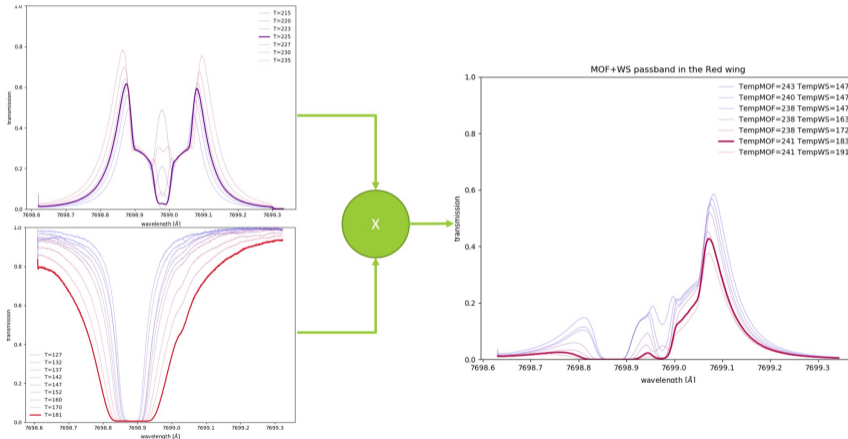 1.0
0.8
0.6
0.4
0.2
0.0
transmission
T=215
T=220
T=223
T=225
T=227
T=230
T=235
7698.6 7698.7 7698.8 7698.9 7699.0 7699.1 7699.2 7699.3
wavelength [Å]
1.0
0.8
0.6
0.4
0.2
0.0
transmission
T=127
T=132
T=137
T=142
T=147
T=152
T=160
T=170
T=181
7698.6 7698.7 7698.8 7698.9 7699.0 7699.1 7699.2 7699.3
wavelength [Å]
X
MOF+WS passband in the Red wing
1.0
0.8
0.6
0.4
0.2
0.0
transmission
TempMOF=243 TempWS=147
TempMOF=240 TempWS=147
TempMOF=238 TempWS=147
TempMOF=238 TempWS=163
TempMOF=238 TempWS=172
TempMOF=241 TempWS=183
TempMOF=241 TempWS=191
7698.6 7698.7 7698.8 7698.9 7699.0 7699.1 7699.2 7699.3
wavelength [Å]